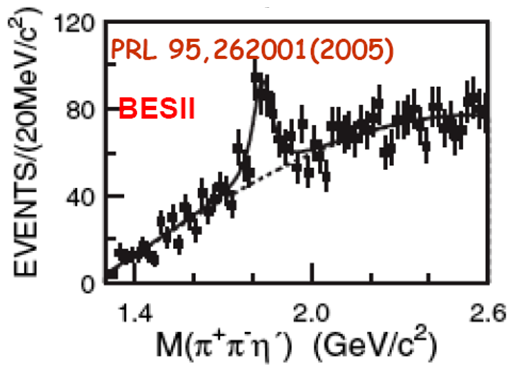 120
PRL 95,262001(2005)
BESII
80
40
0
EVENTS/(20MeV/c²)
1.4
2.0
2.6
M(π⁺π⁻η´) (GeV/c²)